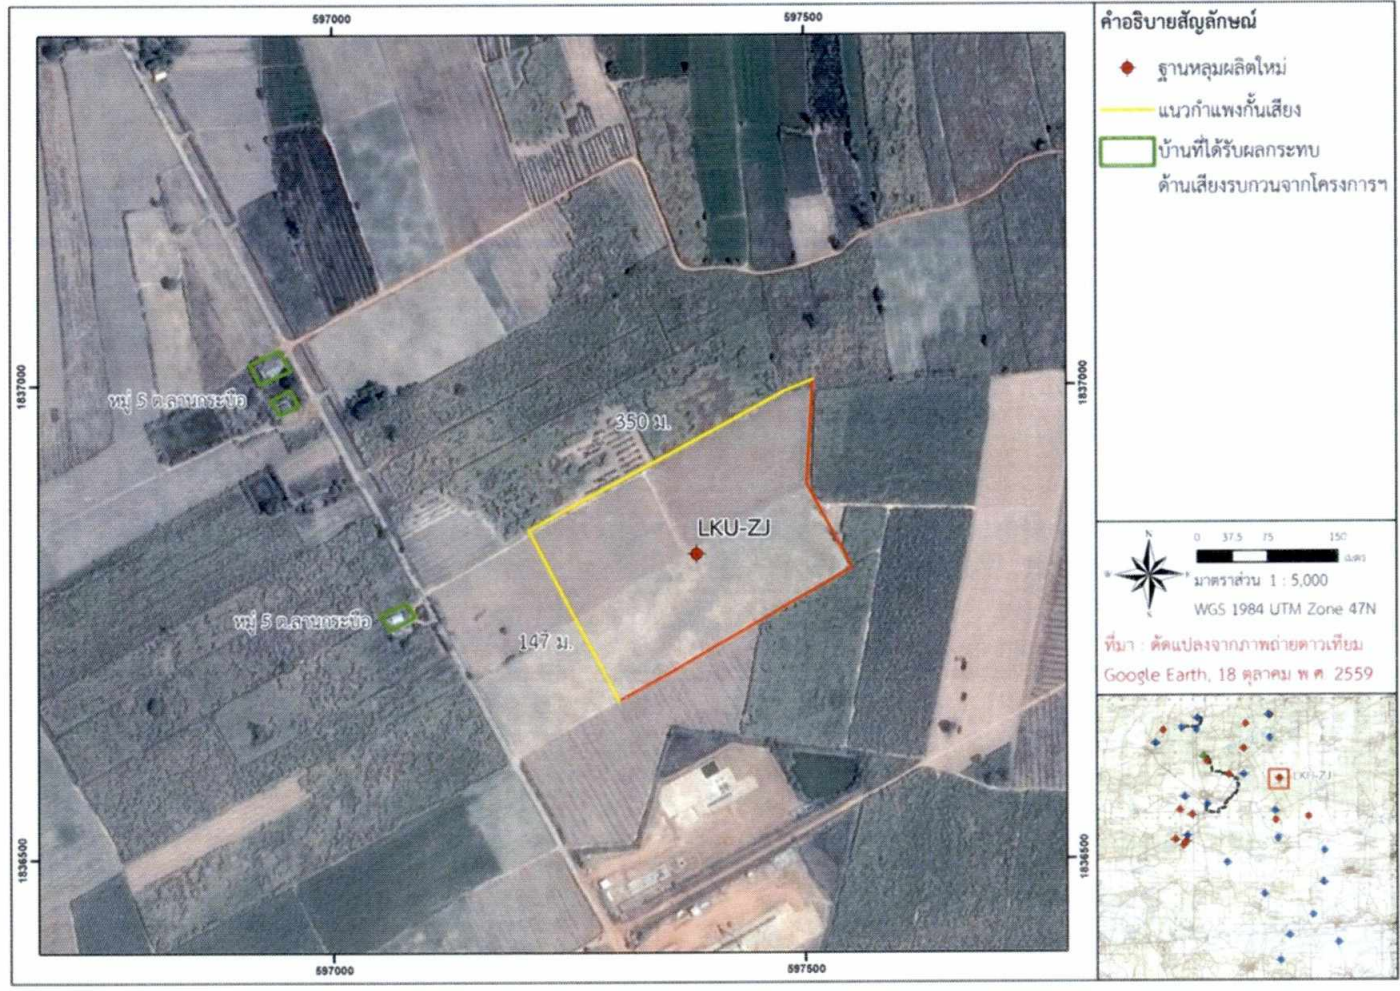 597000
597500
คำอธิบายสัญลักษณ์
ฐานหลุมผลิตใหม่
แนวกำแพงกั้นเสียง
บ้านที่ได้รับผลกระทบ
ด้านเสียงรบกวนจากโครงการฯ
1837000
1837000
หมู่ 5 ต.ลานกระบือ
350 ม.
LKU-ZJ
หมู่ 5 ต.ลานกระบือ
147 ม.
N
0 37.5 75 150
เมตร
มาตราส่วน 1 : 5,000
WGS 1984 UTM Zone 47N
ที่มา : ดัดแปลงจากภาพถ่ายดาวเทียม
Google Earth, 18 ตุลาคม พ.ศ. 2559
LKU-ZJ
1836500
1836500
597000
597500